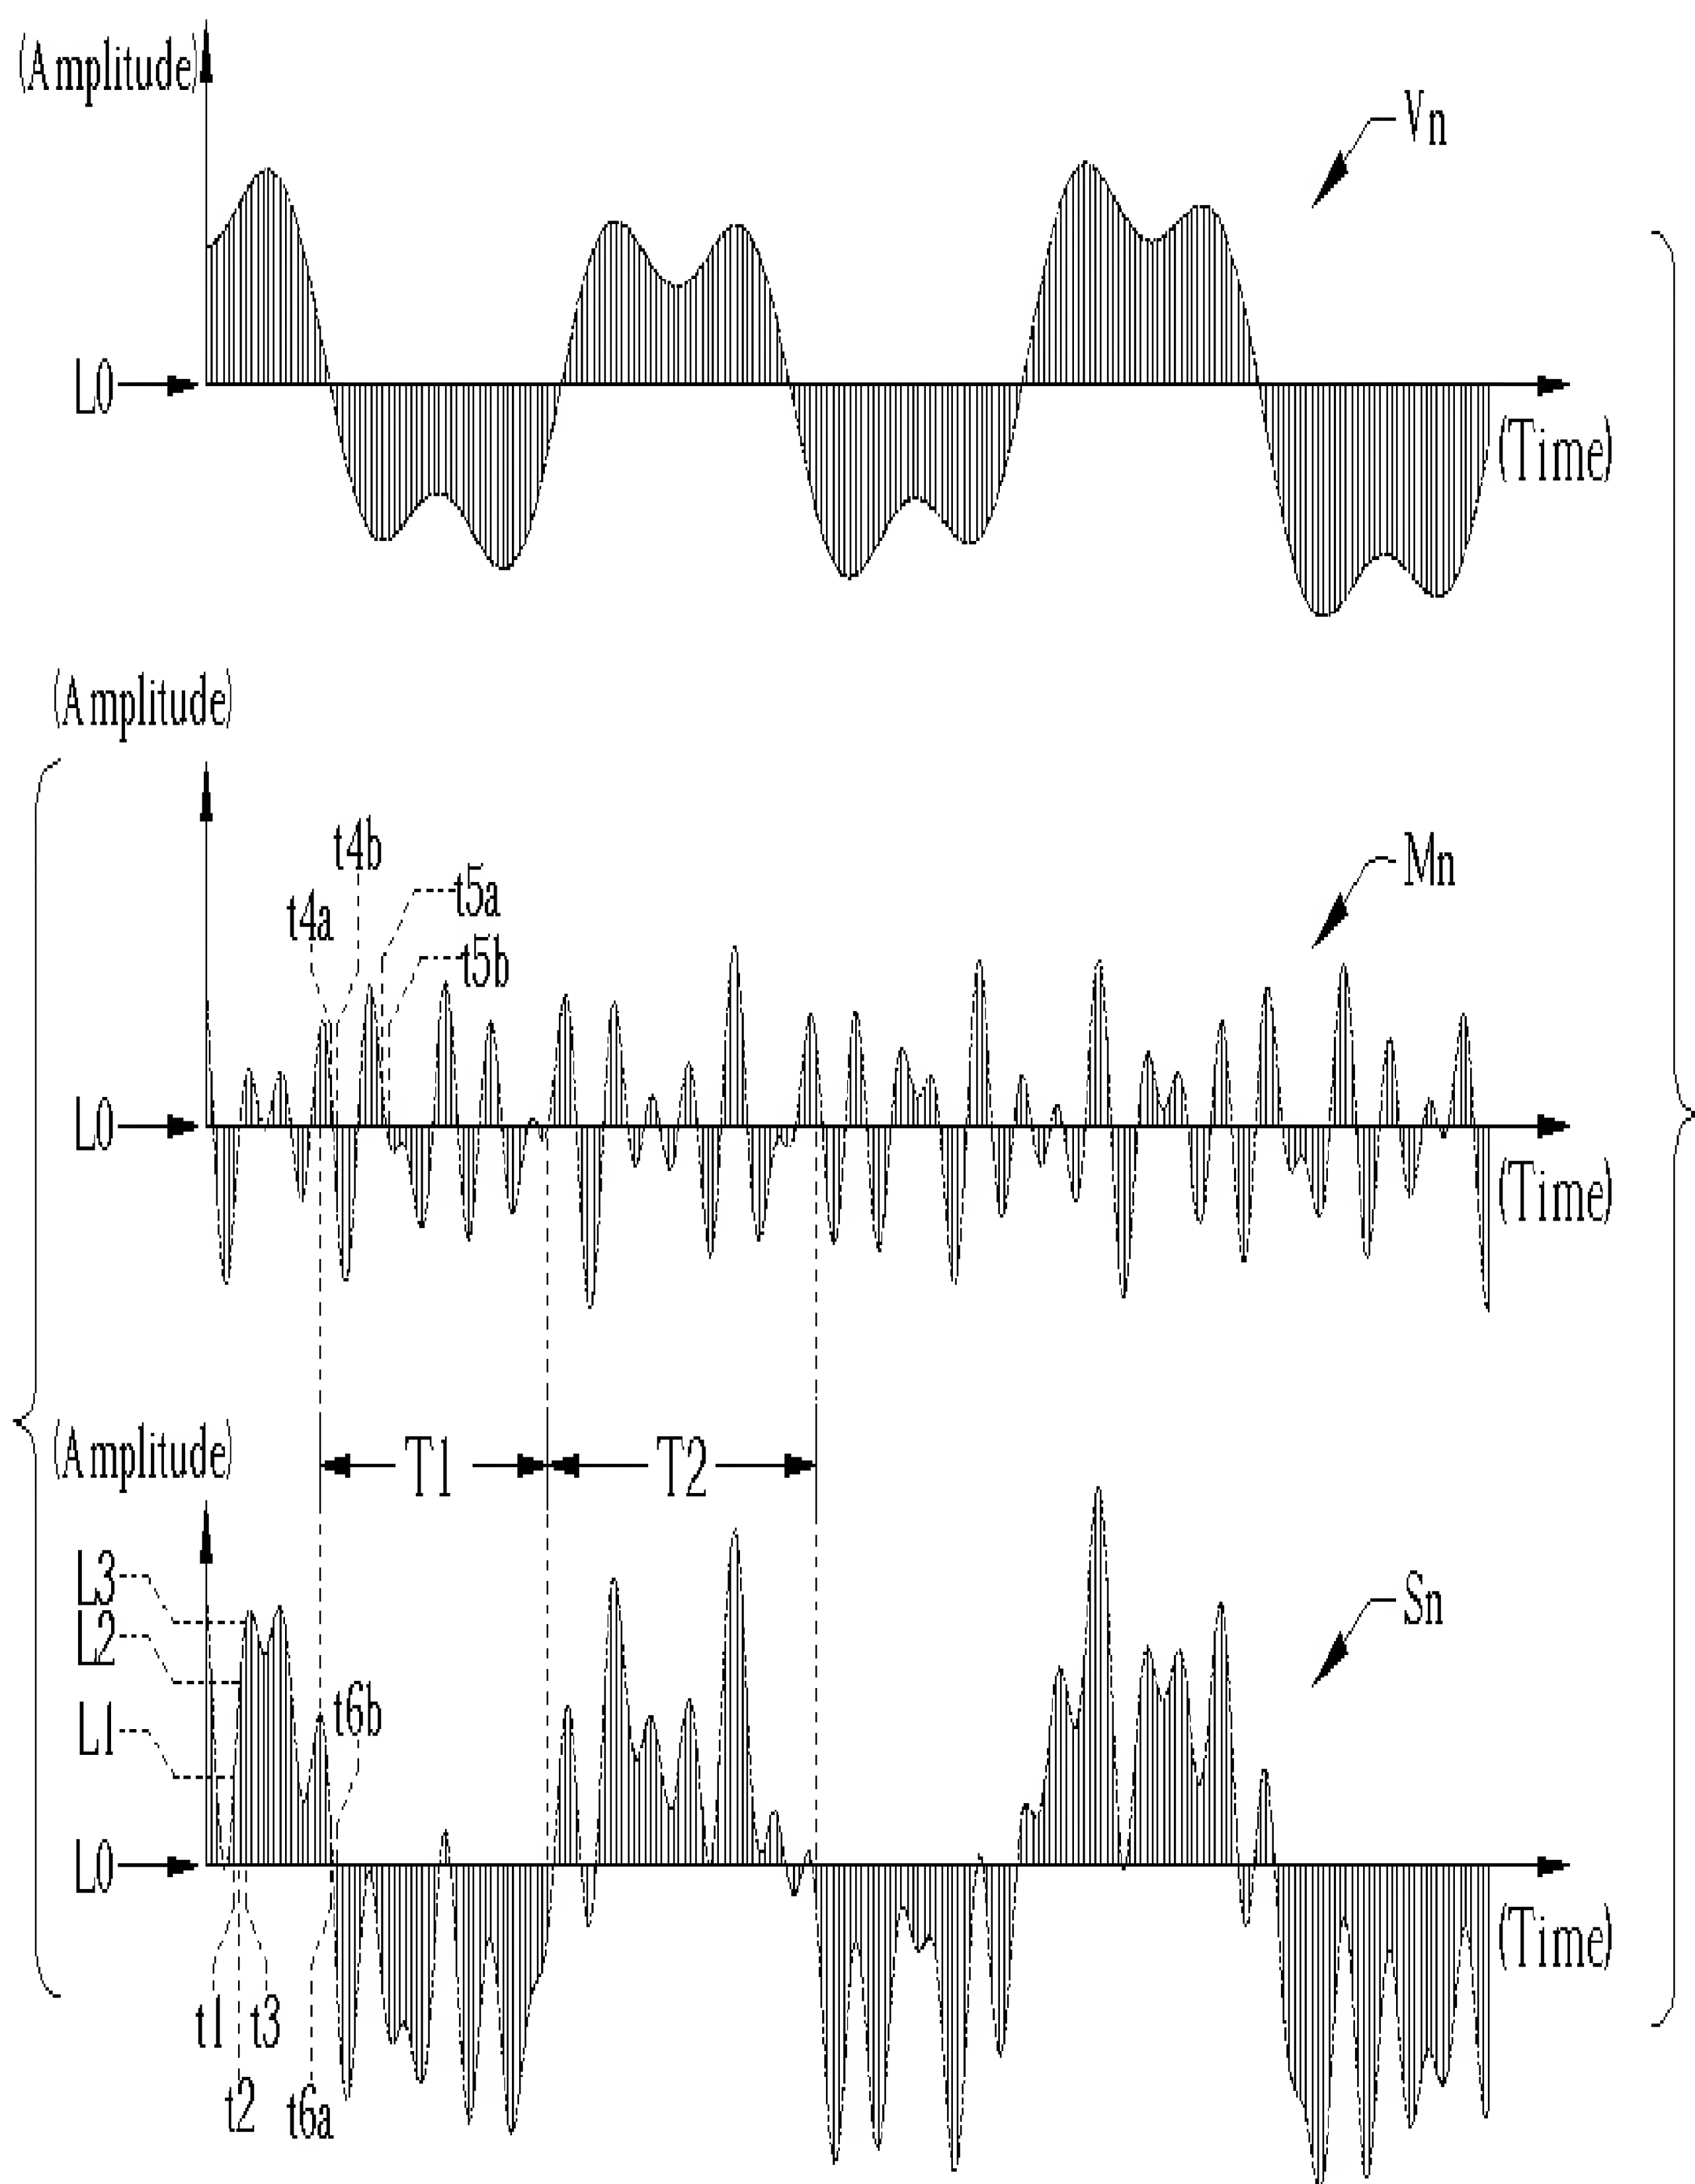 (Amplitude)
Vn
L0
(Time)
(Amplitude)
t4b
Mn
t5a
t4a
t5b
L0
(Time)
(Amplitude)
T1
T2
L3
Sn
L2
t6b
L1
L0
(Time)
t1
t3
t2
t6a